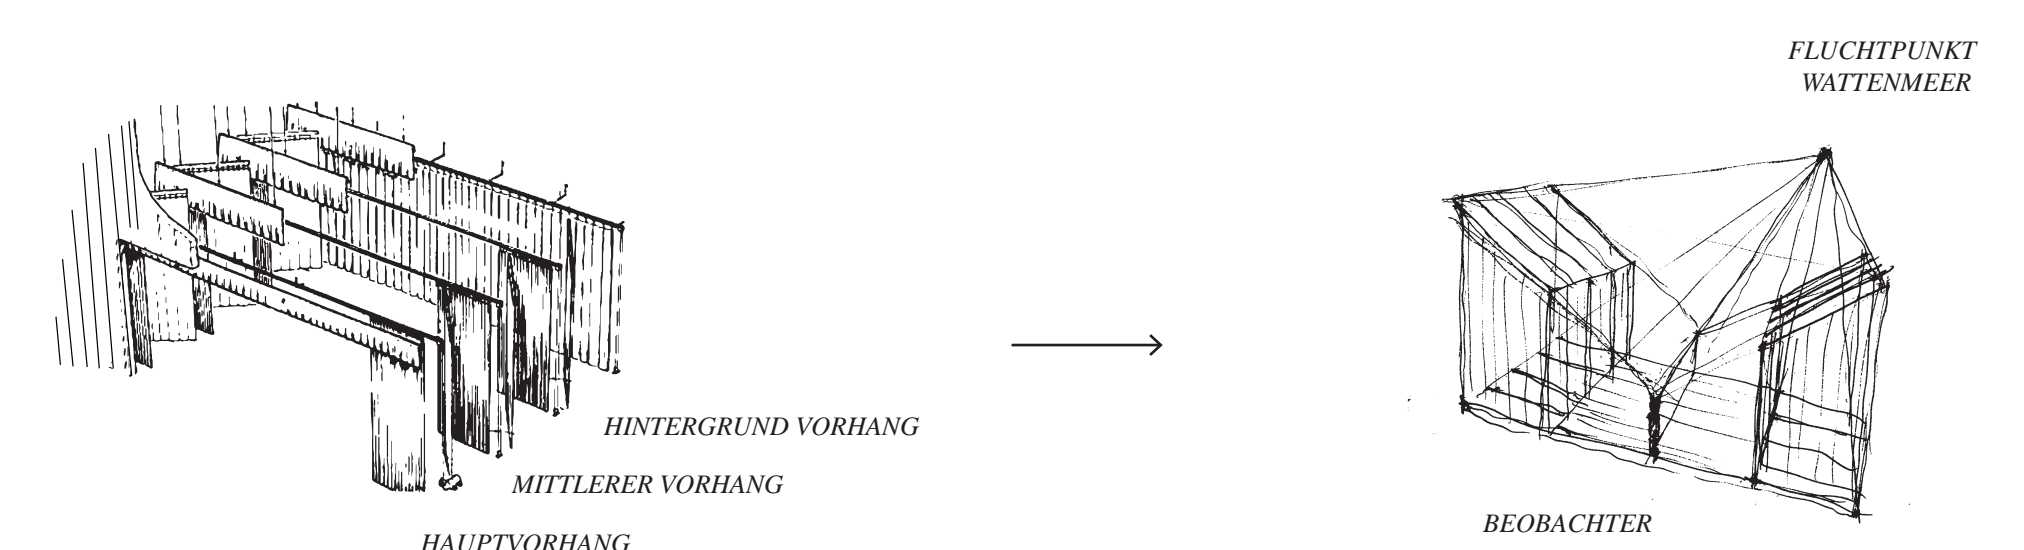 FLUCHTPUNKT
WATTENMEER
HINTERGRUND VORHANG
MITTLERER VORHANG
HAUPTVORHANG
BEOBACHTER